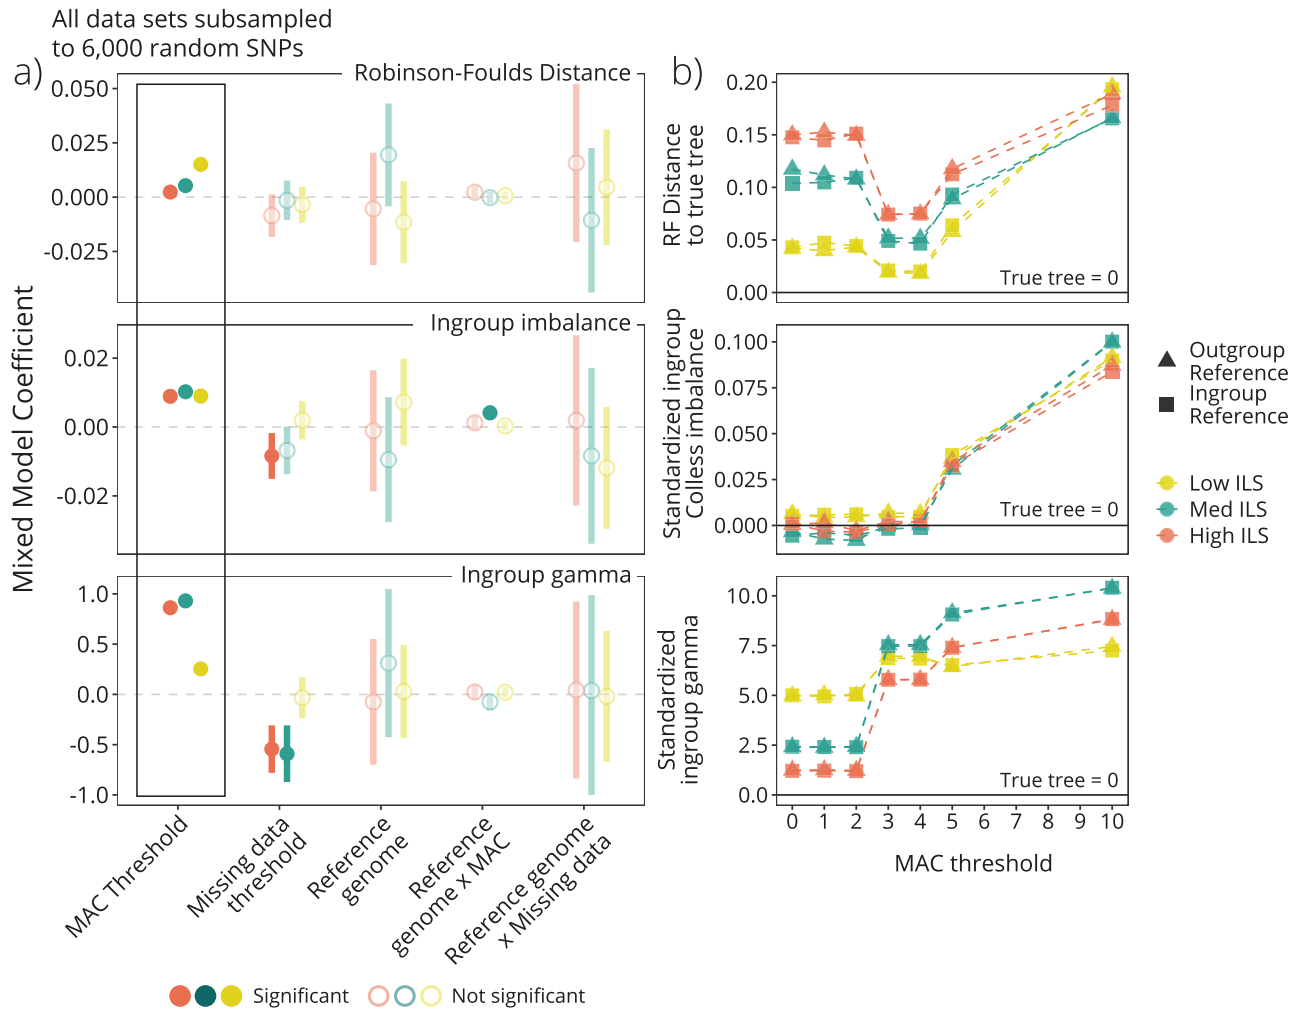 All data sets subsampled
to 6,000 random SNPs
a)
Robinson-Foulds Distance
0.050
0.025
0.000
-0.025
Ingroup imbalance
0.02
0.00
-0.02
Ingroup gamma
1.0
0.5
0.0
-0.5
-1.0
Mixed Model Coefficient
MAC Threshold
Missing data
threshold
Reference
genome
Reference
genome x MAC
Reference genome
x Missing data
Significant
Not significant
b)
RF Distance
to true tree
0.20
0.15
0.10
0.05
0.00
True tree = 0
Standardized ingroup
Colless imbalance
0.100
0.075
0.050
0.025
0.000
True tree = 0
Standardized
ingroup gamma
10.0
7.5
5.0
2.5
0.0
True tree = 0
0 1 2 3 4 5 6 7 8 9 10
MAC threshold
Outgroup
Reference
Ingroup
Reference
Low ILS
Med ILS
High ILS